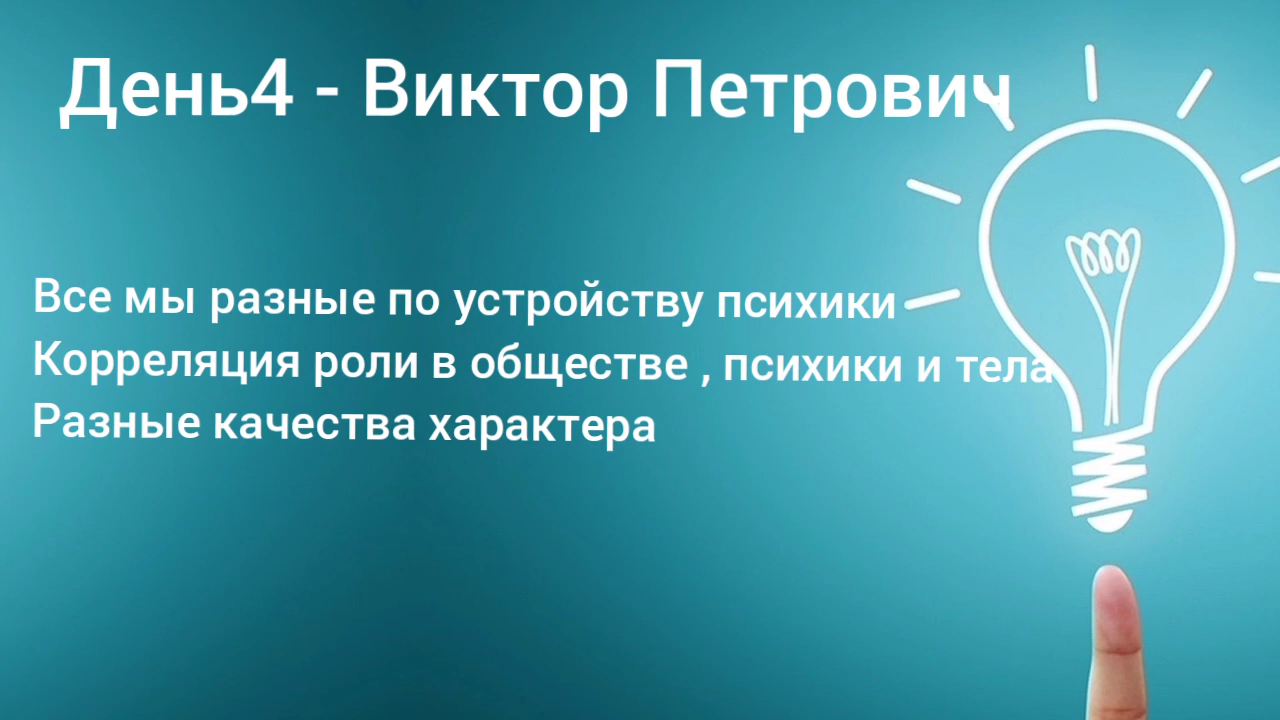 День4 - Виктор Петрович
Все мы разные по устройству психики
Корреляция роли в обществе , психики и тела
Разные качества характера